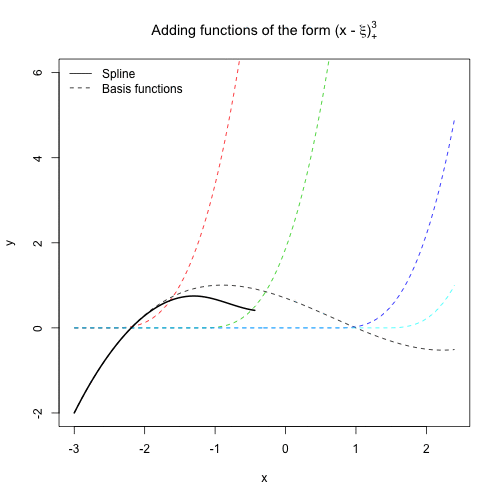 Adding functions of the form (x - ξ)³₊
Spline
Basis functions
6
4
2
0
-2
y
-3 -2 -1 0 1 2
x